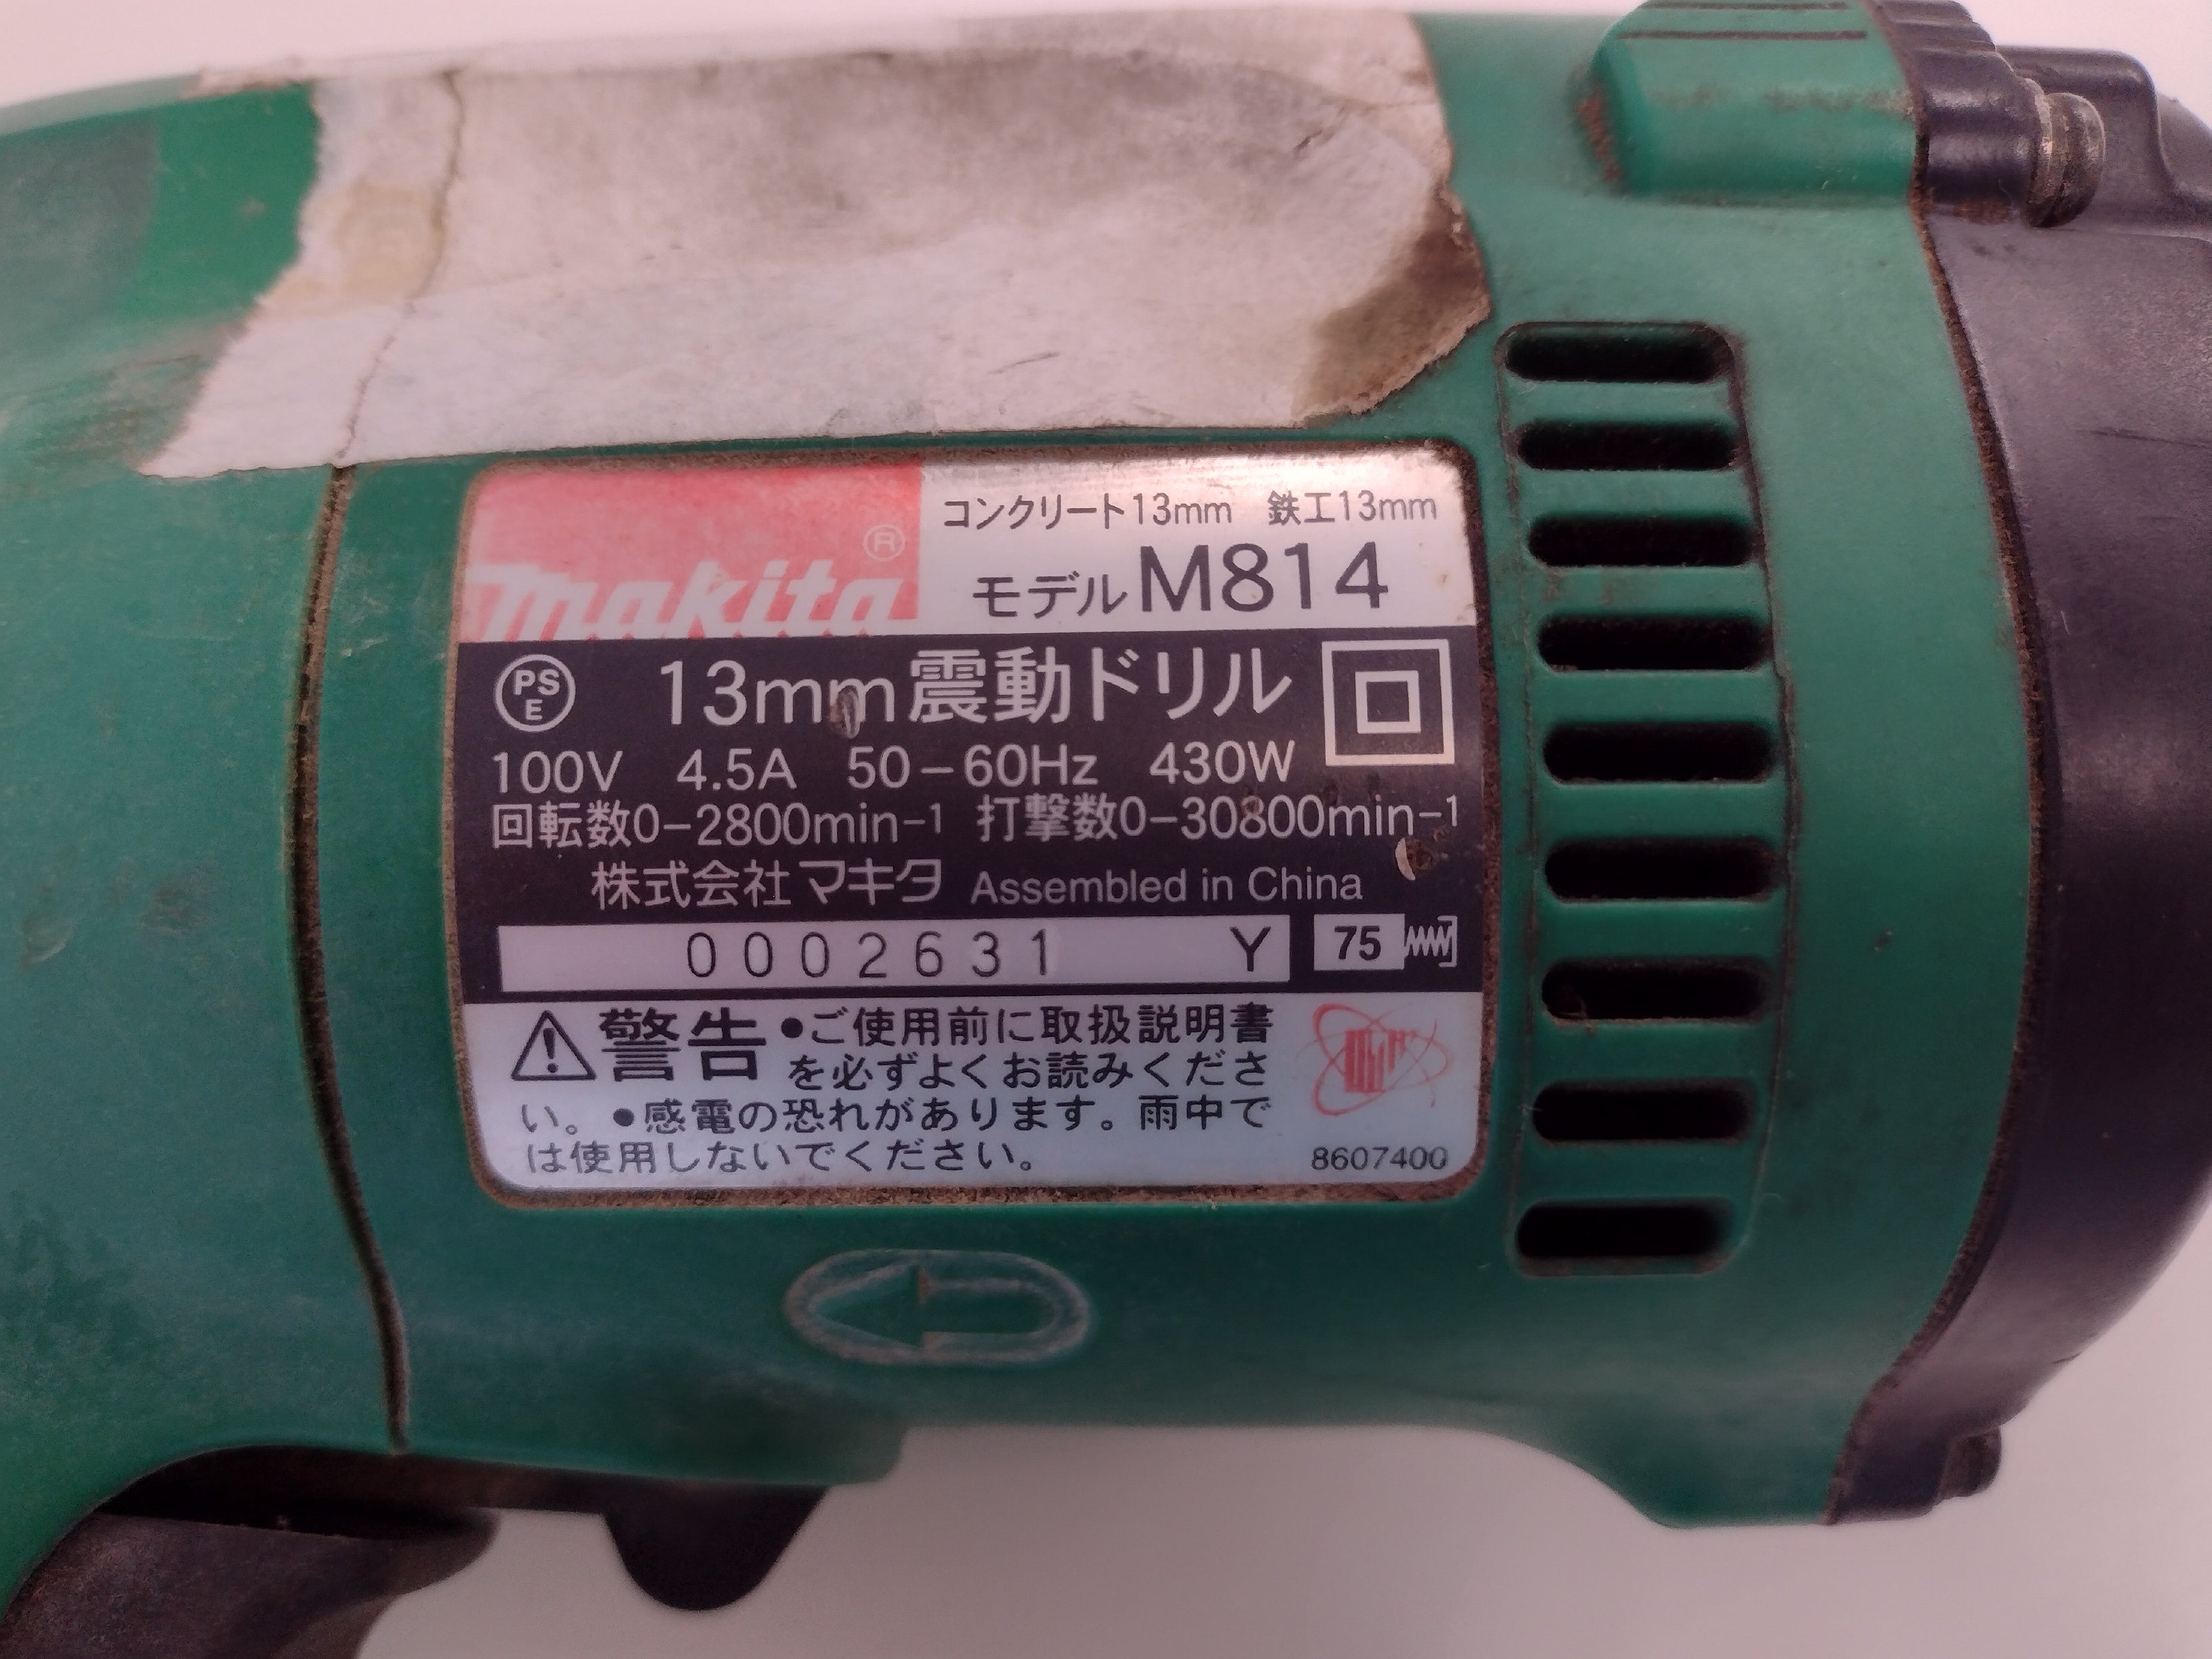 makita®
コンクリート13mm 鉄工13mm
モデルM814
PSE 13mm震動ドリル
100V 4.5A 50-60Hz 430W
回転数0-2800min-1 打撃数0-30800min-1
株式会社マキタ Assembled in China
0002631 Y 75
警告 ●ご使用前に取扱説明書
を必ずよくお読みくださ
い。●感電の恐れがあります。雨中で
は使用しないでください。
8607400